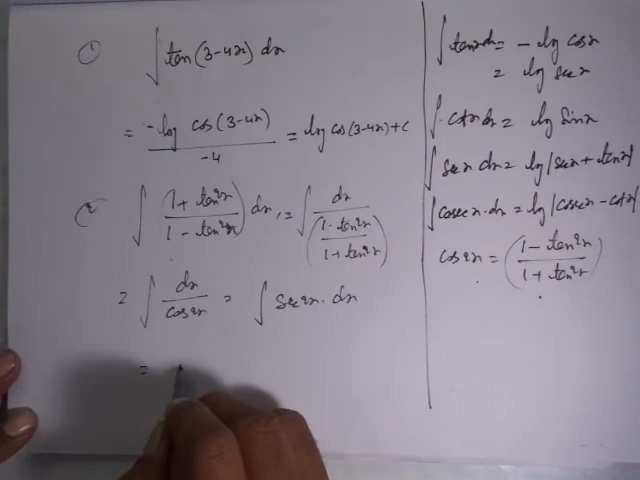 (1) ∫ tan(3-4x) dx
= -log cos(3-4x) / -4 = log cos(3-4x) + c
(2) ∫ (1+tan²x / 1-tan²x) dx, = ∫ dx / (1-tan²x / 1+tan²x)
= ∫ dx / cos2x = ∫ sec2x. dx
=
∫ tanx dx = - log cosx
= log secx
∫ cotx dx = log sinx
∫ secx dx = log |secx + tanx|
∫ cosecx. dx = log |cosecx - cotx|
cos2x = (1-tan²x / 1+tan²x)